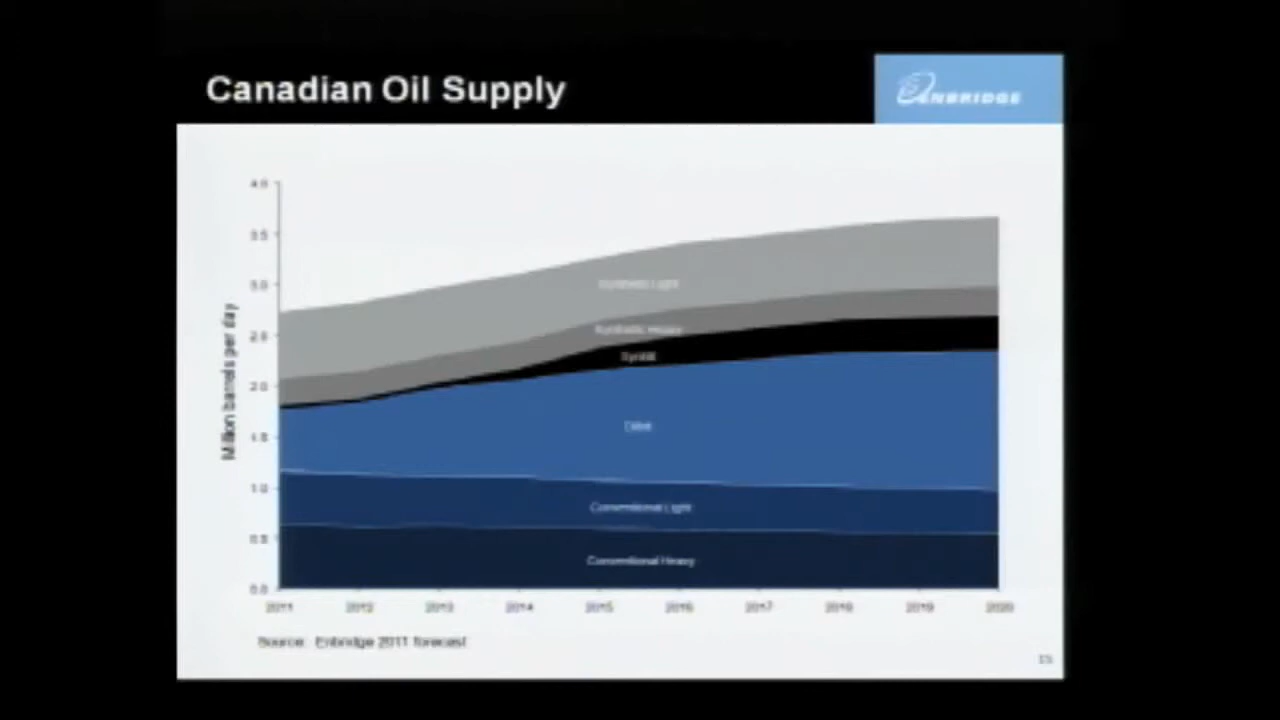 Canadian Oil Supply
ENBRIDGE
4.0
3.5
3.0
2.5
2.0
1.5
1.0
0.5
0.0
Million barrels per day
Synthetic Light
Synthetic Heavy
Synbit
Dilbit
Conventional Light
Conventional Heavy
2011 2012 2013 2014 2015 2016 2017 2018 2019 2020
Source: Enbridge 2011 forecast
15